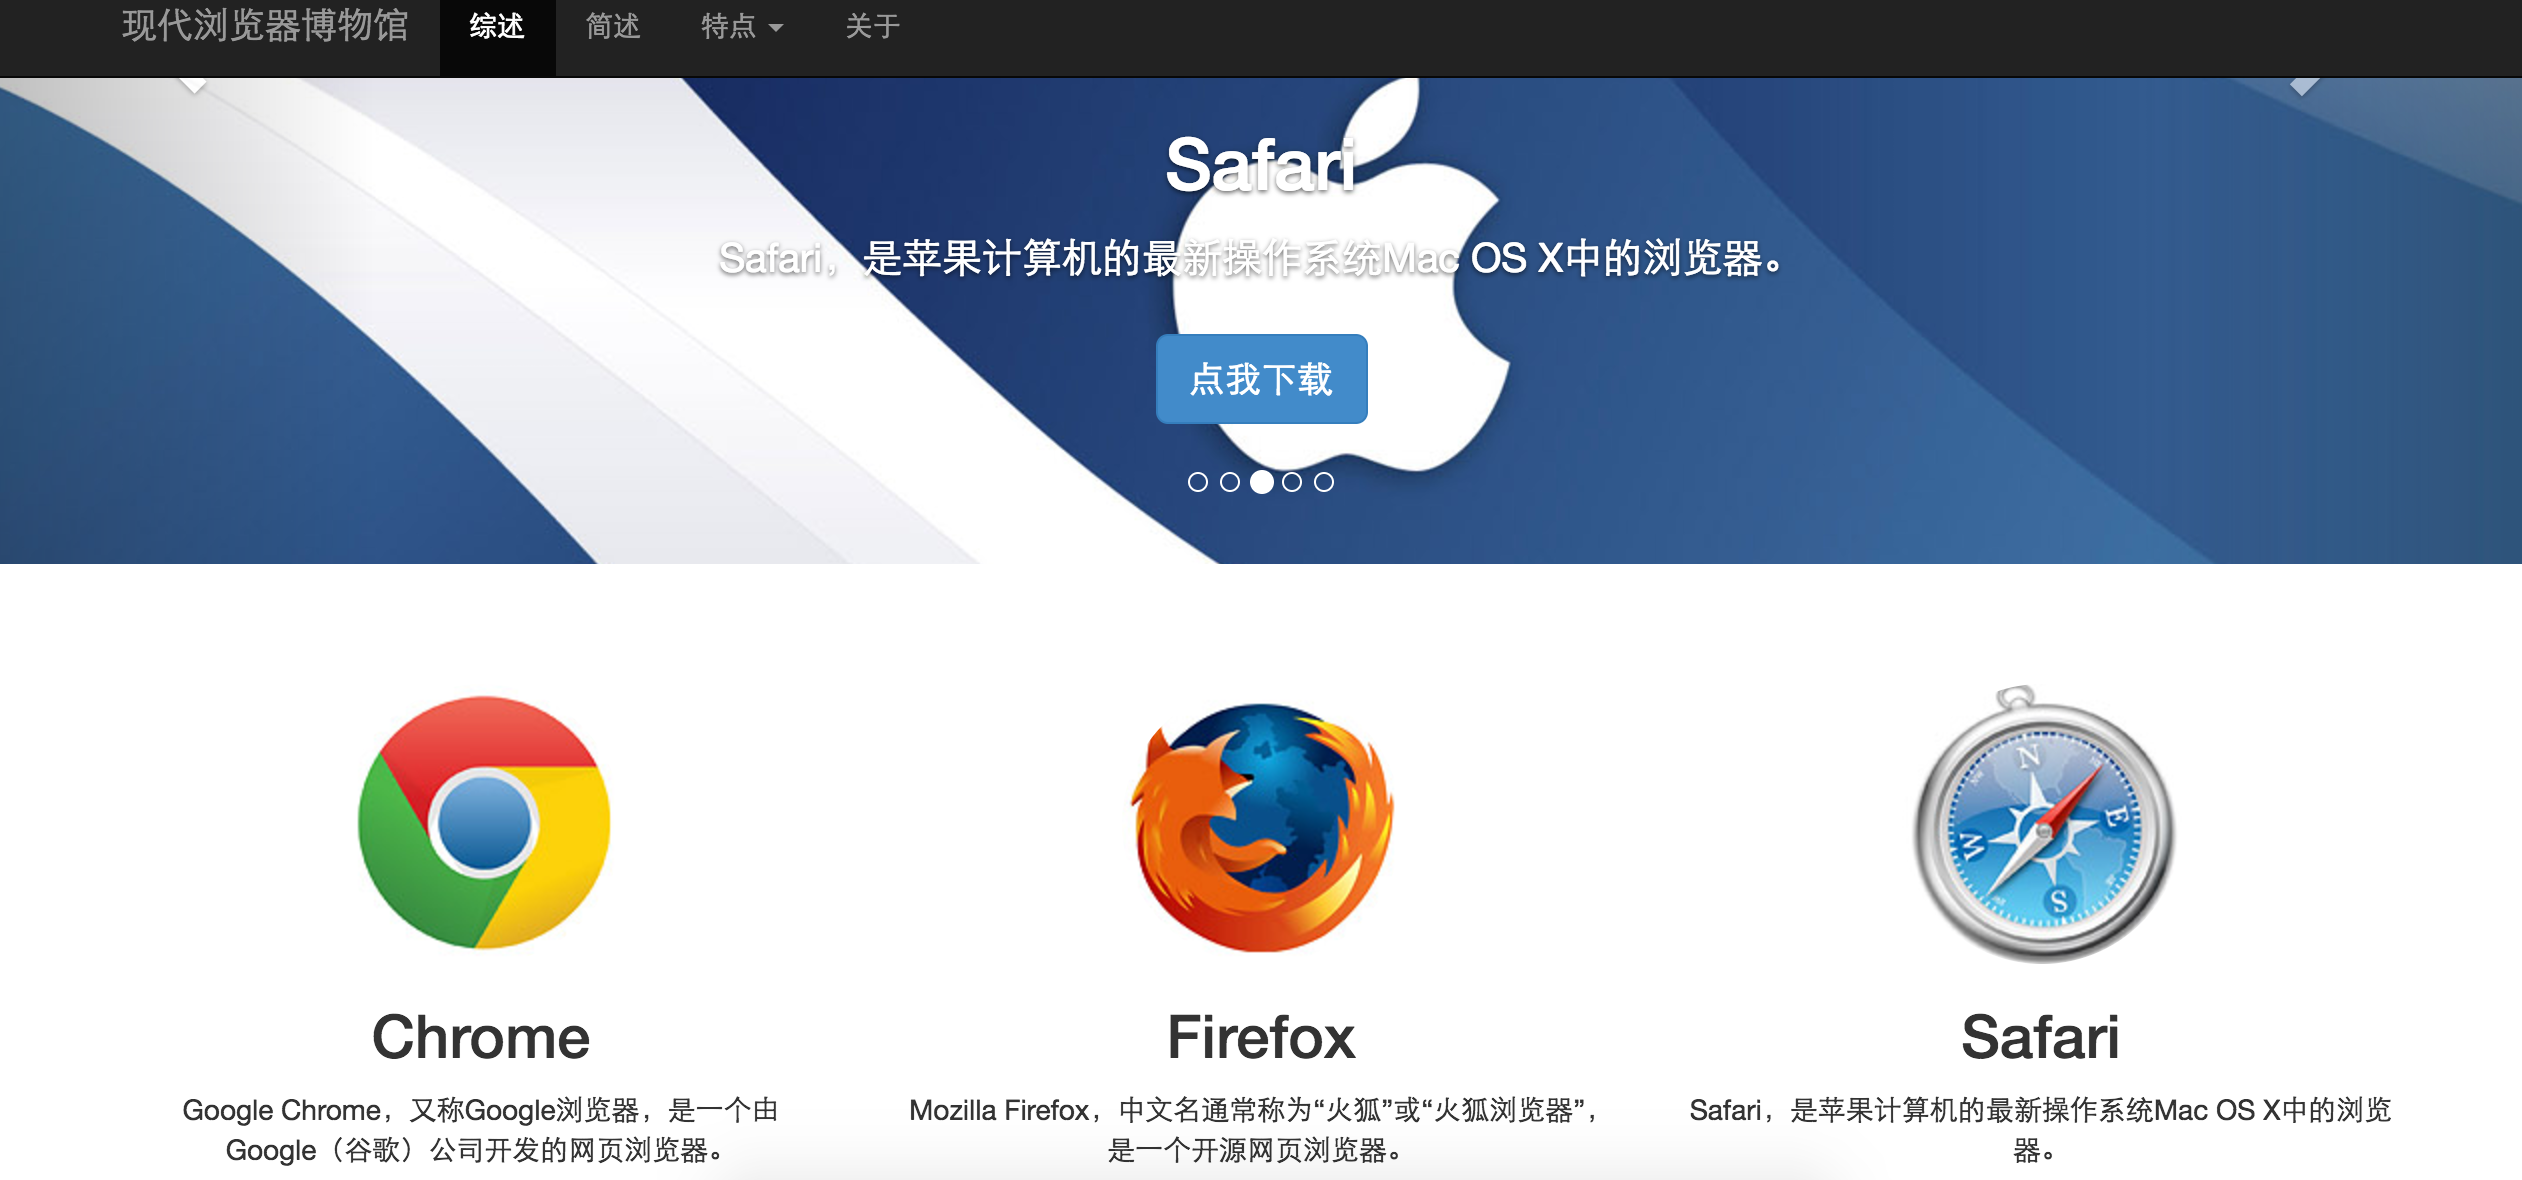 现代浏览器博物馆 综述 简述 特点 关于
Safari
Safari，是苹果计算机的最新操作系统Mac OS X中的浏览器。
点我下载
N
E
W
S
Chrome
Google Chrome，又称Google浏览器，是一个由
Google（谷歌）公司开发的网页浏览器。
Firefox
Mozilla Firefox，中文名通常称为“火狐”或“火狐浏览器”，
是一个开源网页浏览器。
Safari
Safari，是苹果计算机的最新操作系统Mac OS X中的浏览
器。